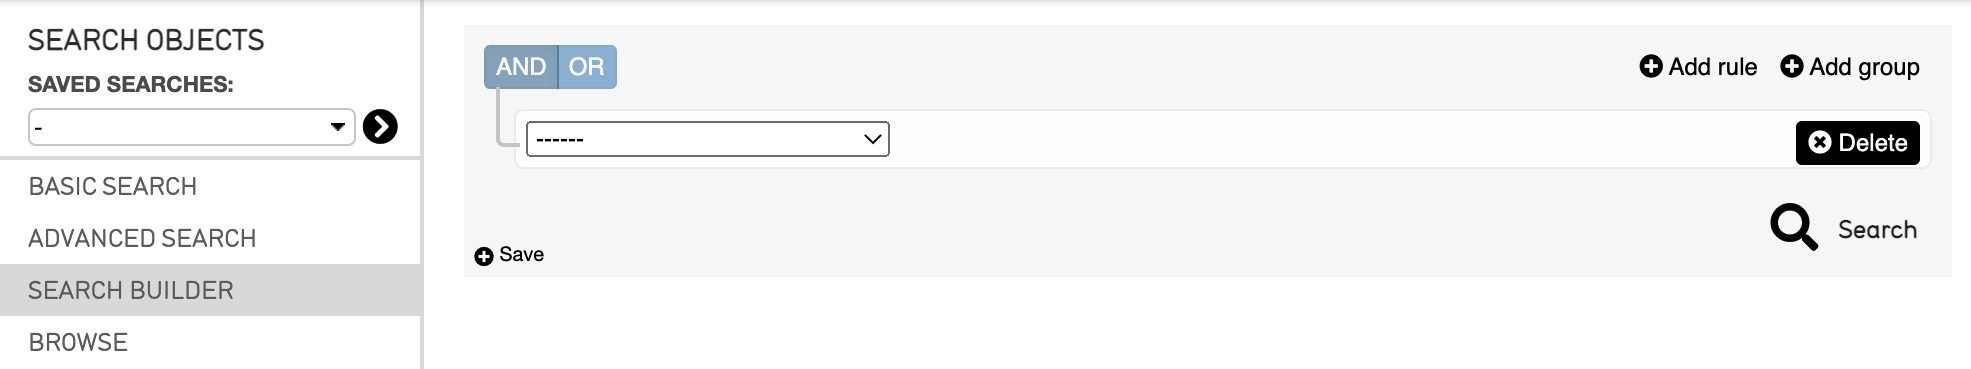 SEARCH OBJECTS
SAVED SEARCHES:
-
BASIC SEARCH
ADVANCED SEARCH
SEARCH BUILDER
BROWSE
AND OR
Add rule Add group
------
Delete
Search
Save